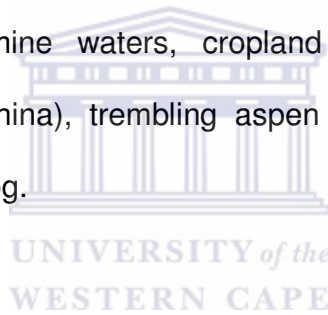 mine waters, cropland
hina), trembling aspen
g.
UNIVERSITY of the
WESTERN CAPE